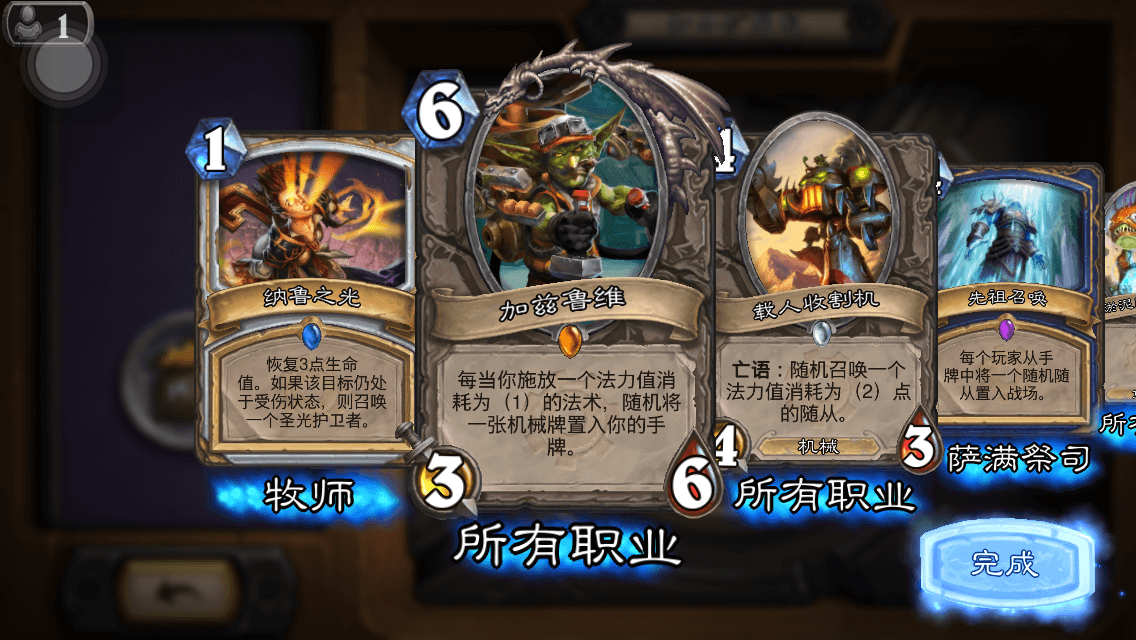 1
1
纳鲁之光
恢复3点生命
值。如果该目标仍处
于受伤状态，则召唤
一个圣光护卫者。
牧师
6
加兹鲁维
每当你施放一个法力值消
耗为（1）的法术，随机将
一张机械牌置入你的手
牌。
3
6
所有职业
4
载人收割机
亡语：随机召唤一个
法力值消耗为（2）点
的随从。
机械
4
3
所有职业
先祖召唤
每个玩家从手
牌中将一个随机随
从置入战场。
萨满祭司
所有
完成